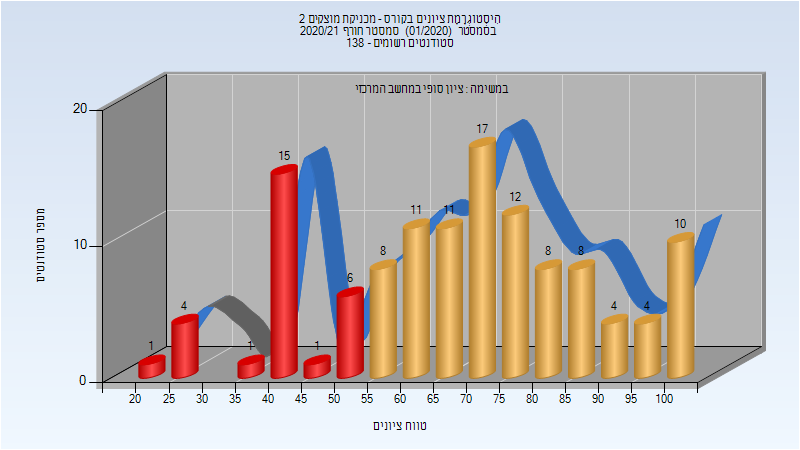 היסטוגרמת ציונים בקורס - מכניקת מוצקים 2
בסמסטר (01/2020) סמסטר חורף 2020/21
סטודנטים רשומים - 138
במשימה : ציון סופי במחשב המרכזי
מספר סטודנטים
20
10
0
1
4
1
15
1
6
8
11
11
17
12
8
8
4
4
10
20 25 30 35 40 45 50 55 60 65 70 75 80 85 90 95 100
טווח ציונים